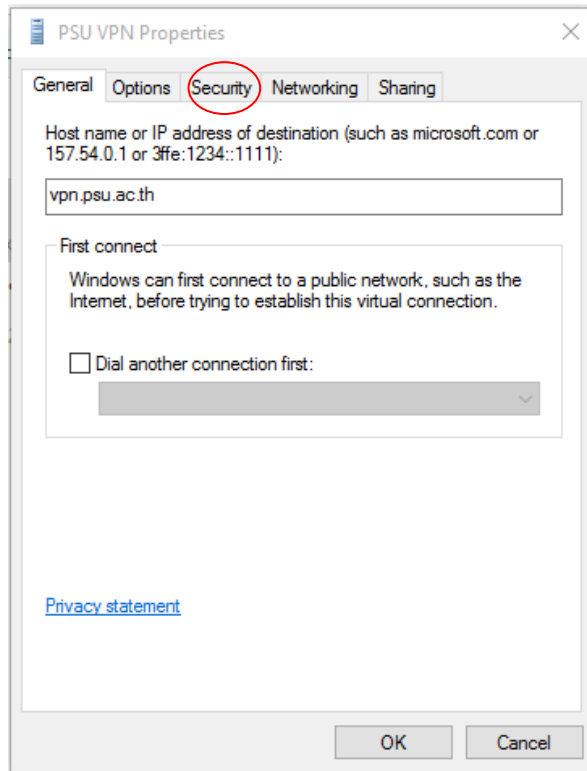 PSU VPN Properties
General Options Security Networking Sharing
Host name or IP address of destination (such as microsoft.com or
157.54.0.1 or 3ffe:1234::1111):
vpn.psu.ac.th
First connect
Windows can first connect to a public network, such as the
Internet, before trying to establish this virtual connection.
Dial another connection first:
Privacy statement
OK Cancel